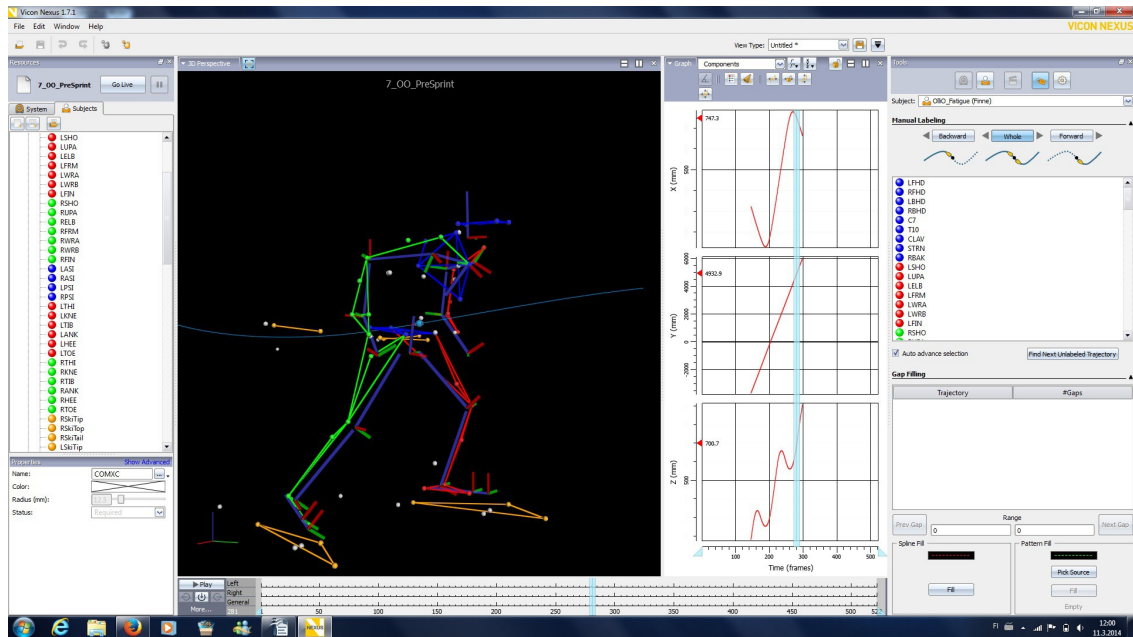 Vicon Nexus 1.7.1
File Edit Window Help
VICON NEXUS
View Type: Untitled *
Resources
7_OO_PreSprint Go Live
System Subjects
LSHO
LUPA
LELB
LFRM
LWRA
LWRB
LFIN
RSHO
RUPA
RELB
RFRM
RWRA
RWRB
RFIN
LASI
RASI
LPSI
RPSI
LTHI
LKNE
LTIB
LANK
LHEE
LTOE
RTHI
RKNE
RTIB
RANK
RHEE
RTOE
RSkiTip
RSkiTop
RSkiTail
LSkiTip
Properties Show Advanced
Name: COMXC
Color:
Radius (mm):
Status: Required
3D Perspective
7_OO_PreSprint
Graph Components
747.3
500
X (mm)
6000
4932.9
4000
2000
0
-2000
Y (mm)
700.7
500
Z (mm)
100 200 300 400 500
Time (frames)
Play Left
Right
General
More... 281 1 50 100 150 200 250 300 350 400 450 500
Tools
Subject: OlliO_Fatigue (Finne)
Manual Labeling
Backward Whole Forward
LFHD
RFHD
LBHD
RBHD
C7
T10
CLAV
STRN
RBAK
LSHO
LUPA
LELB
LFRM
LWRA
LWRB
LFIN
RSHO
Auto advance selection Find Next Unlabeled Trajectory
Gap Filling
Trajectory #Gaps
Range
Prev Gap 0 0 Next Gap
Spline Fill Pattern Fill
Pick Source
Fill Fill
Empty
FI 12:00
11.3.2014